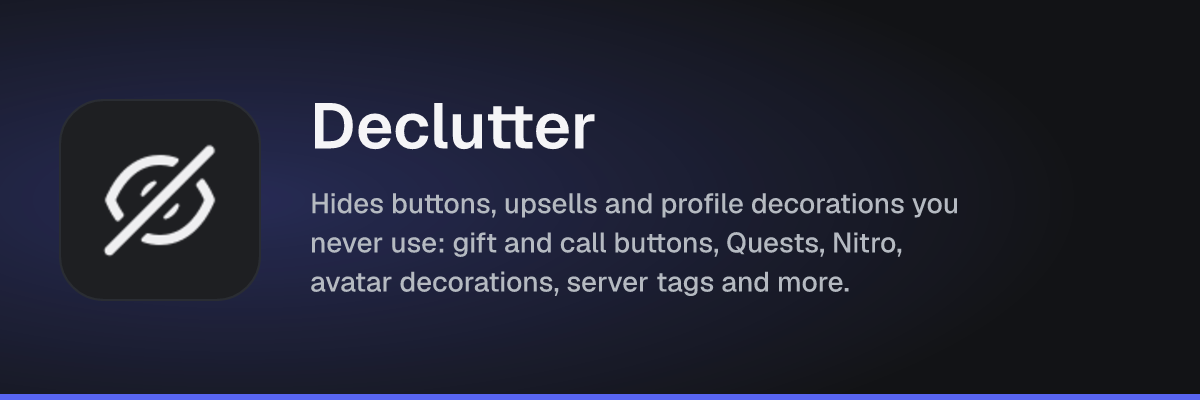 Declutter
Hides buttons, upsells and profile decorations you
never use: gift and call buttons, Quests, Nitro,
avatar decorations, server tags and more.